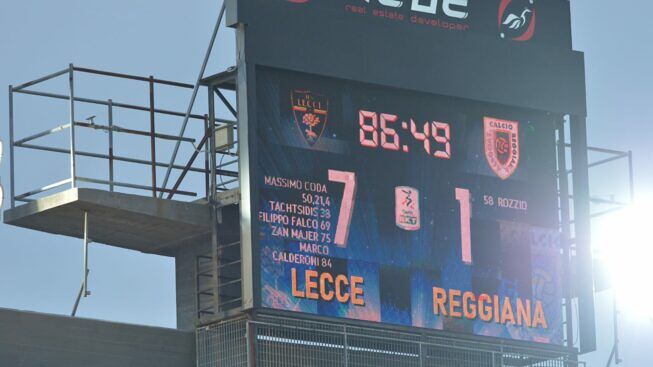 real estate developer
LECCE
86:49
CALCIO
REGGIANA
MASSIMO CODA
50,21,4
TACHTSIDIS 38
FILIPPO FALCO 69
ZAN MAJER 75
MARCO
CALDERONI 84
7
1
58 ROZZIO
LECCE
REGGIANA